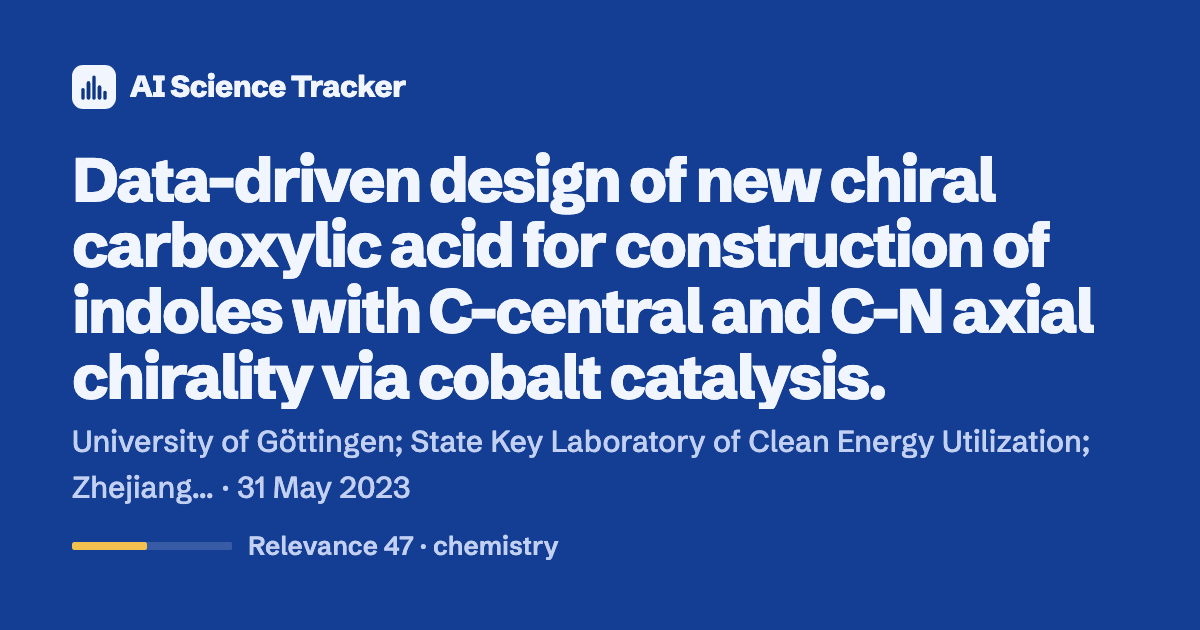 AI Science Tracker
Data-driven design of new chiral
carboxylic acid for construction of
indoles with C-central and C-N axial
chirality via cobalt catalysis.
University of Göttingen; State Key Laboratory of Clean Energy Utilization;
Zhejiang... · 31 May 2023
Relevance 47 · chemistry